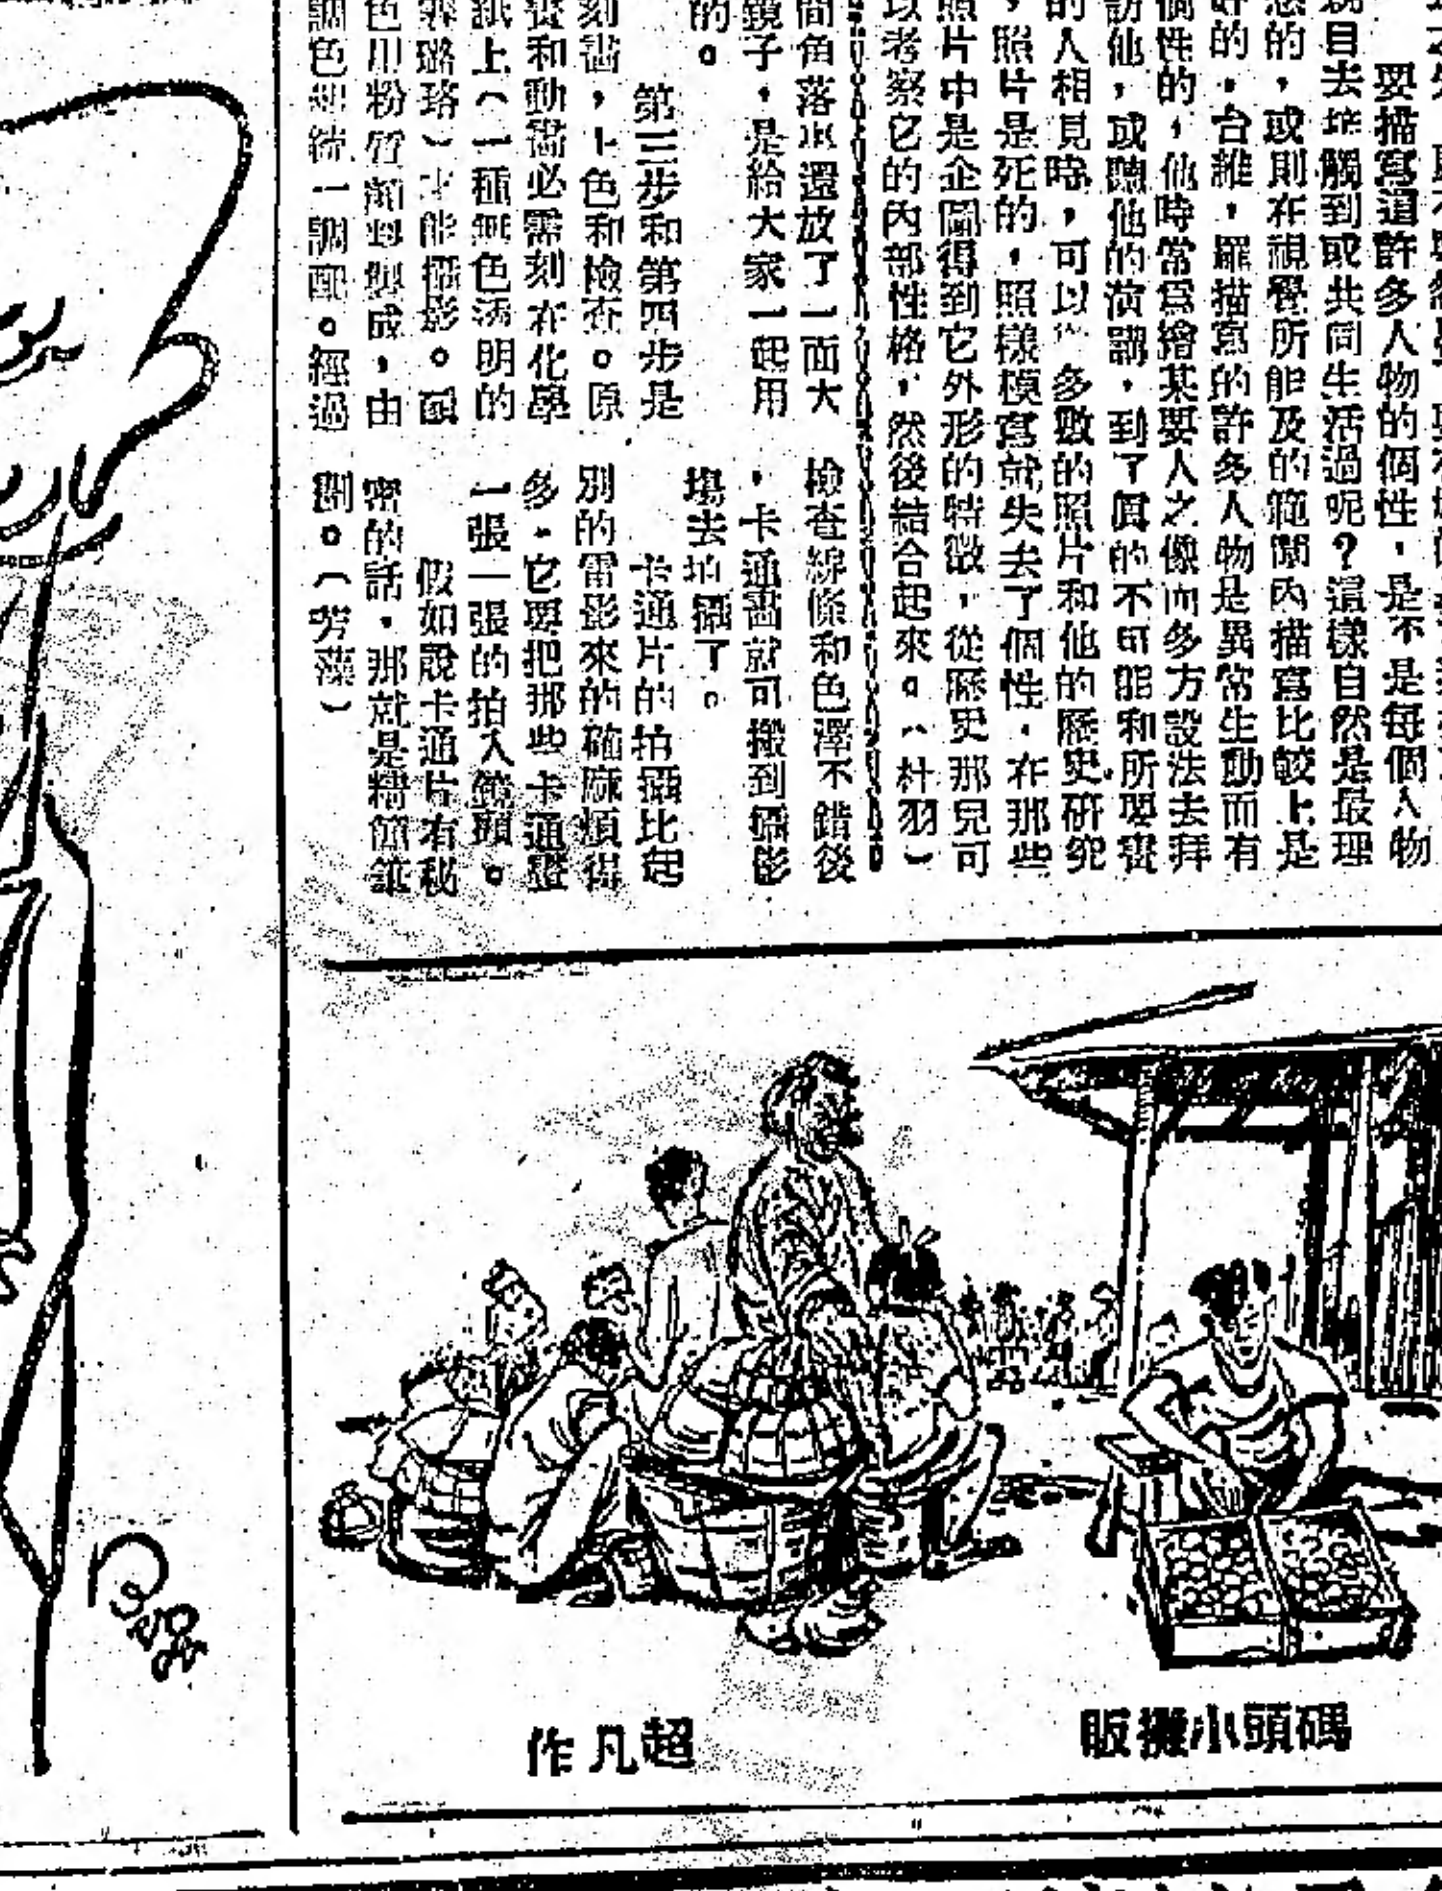 要描寫這許多人物的個性，是不是每個人物
親目去接觸到或共同生活過呢？這樣自然是最理
的，或則在視覺所能及的範圍內描寫比較上是
好的，台維，羅描寫的許多人物是異常生動而有
個性的，他時常寫繪某要人之像而多方設法去拜
訪他，或聽他的演講，到了真的不可能和所要畫
的人相見時，可以 多數的照片和他的歷史研究
，照片是死的，照樣模寫就失去了個性，在那些
照片中是企圖得到它外形的特徵，從歷史那兒可
以考察它的內部性格，然後結合起來。（杜羽）
間角落 還放了一面大
鏡子，是給大家一起用
的。
第三步和第四步是
刻畫，上色和檢查。原
畫和動畫必需刻在化學
紙上（一種無色透明的
璐珞）才能攝影。顏
色用粉質顏料製成，由
調色 統一調配。經過
檢查線條和色澤不錯後
，卡通畫就可搬到攝影
場去拍攝了。
卡通片的拍攝比起
別的電影來的確麻煩得
多，它要把那些卡通畫
一張一張的拍入鏡頭。
假如說卡通片有秘
密的話，那就是精簡筆
劃。（芳藻）
碼頭小攤販
超凡作